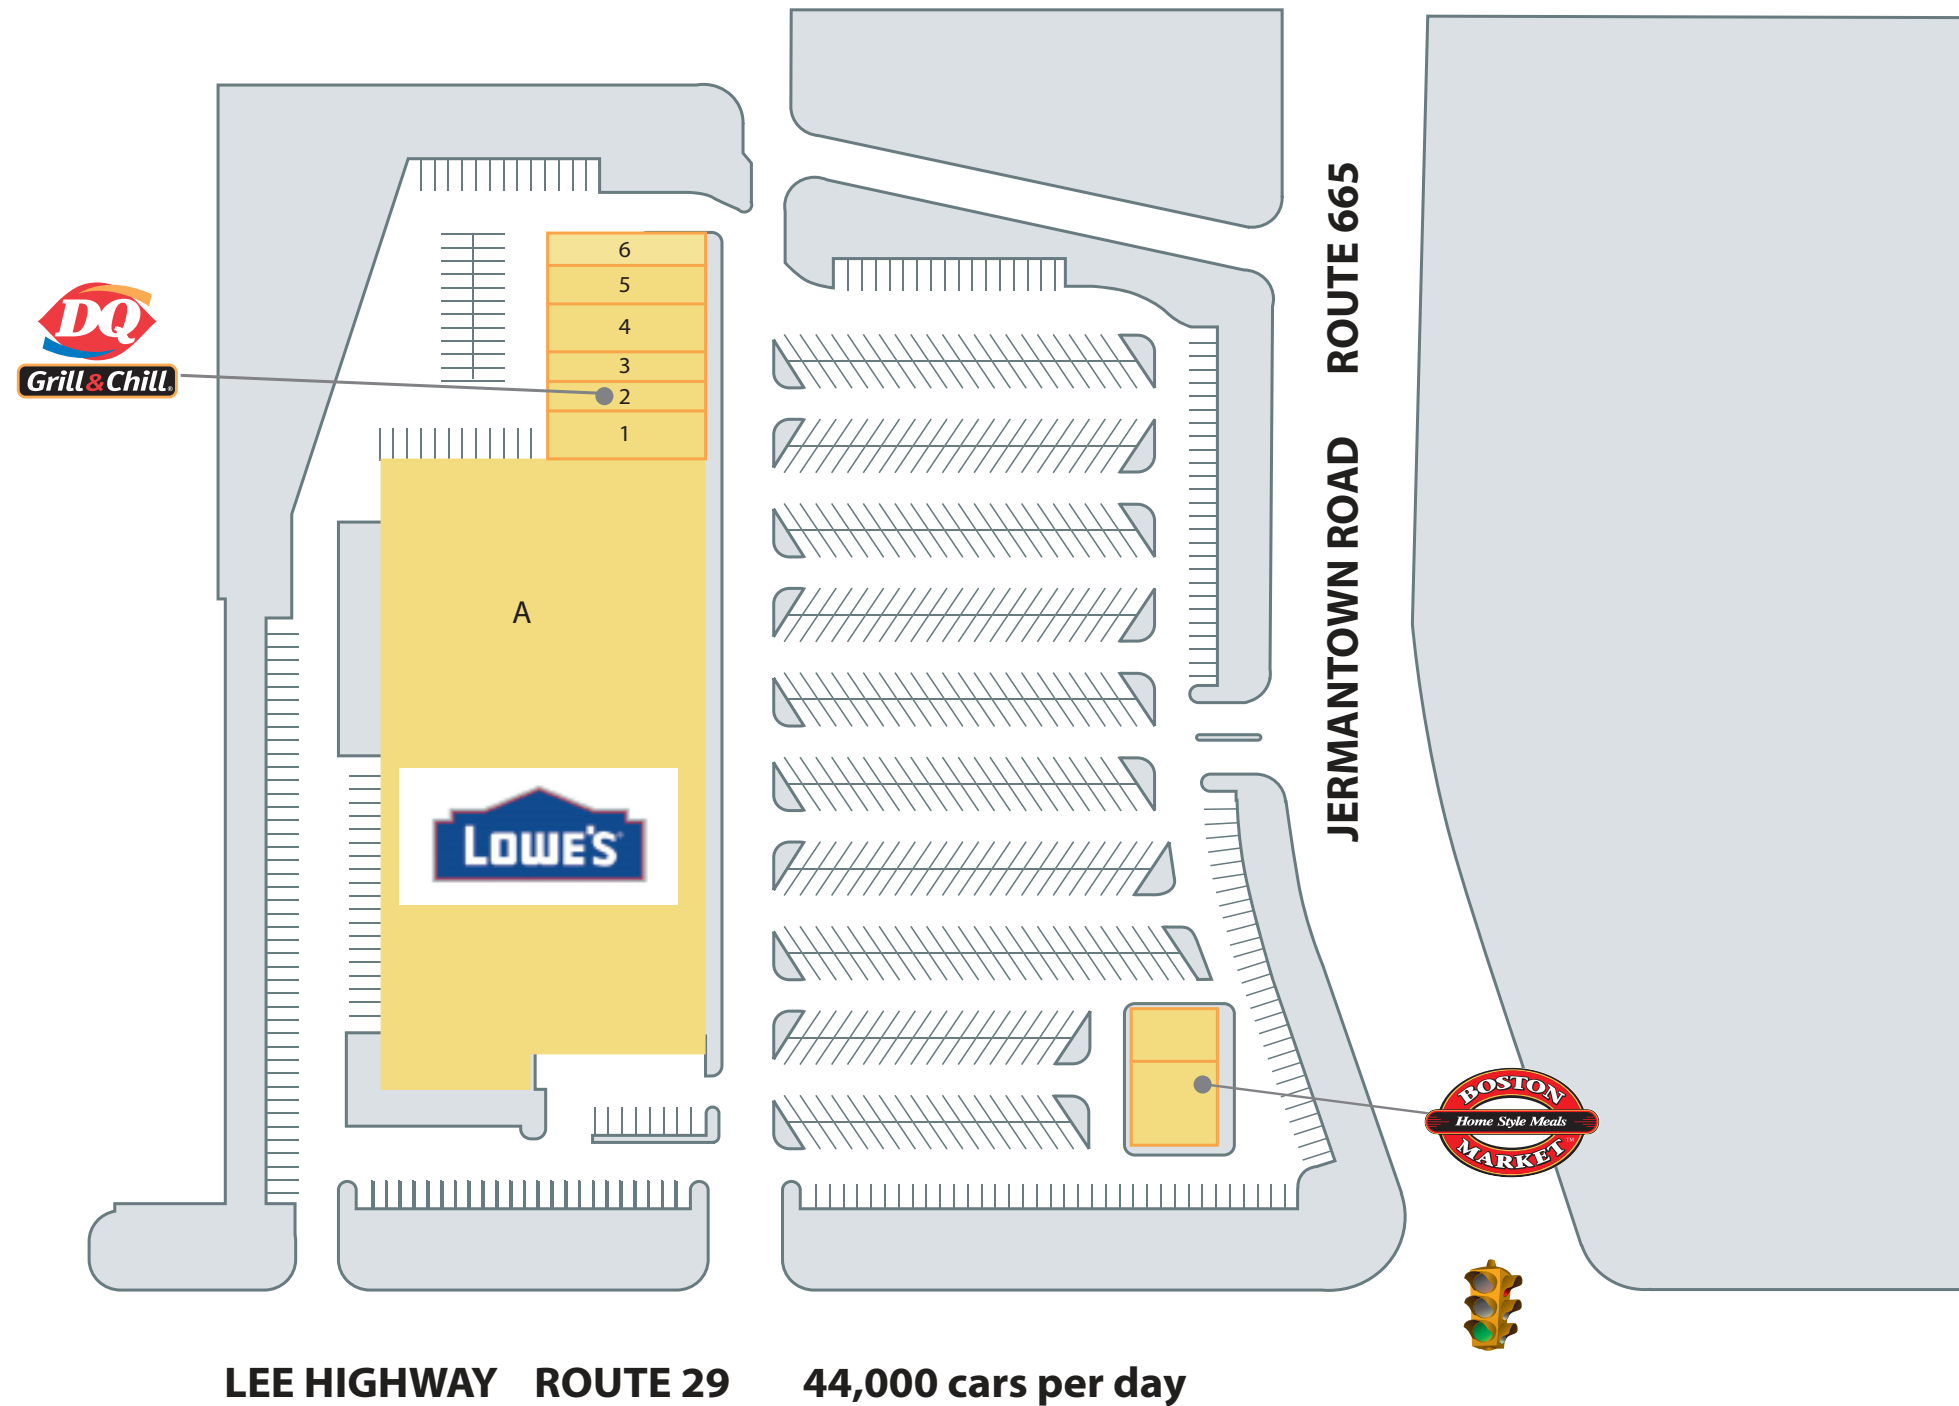 ROUTE 665
6
5
4
3
2
1
DQ
Grill & Chill®
JERMANTOWN ROAD
A
LOWE'S
BOSTON
Home Style Meals
MARKET™
LEE HIGHWAY ROUTE 29 44,000 cars per day